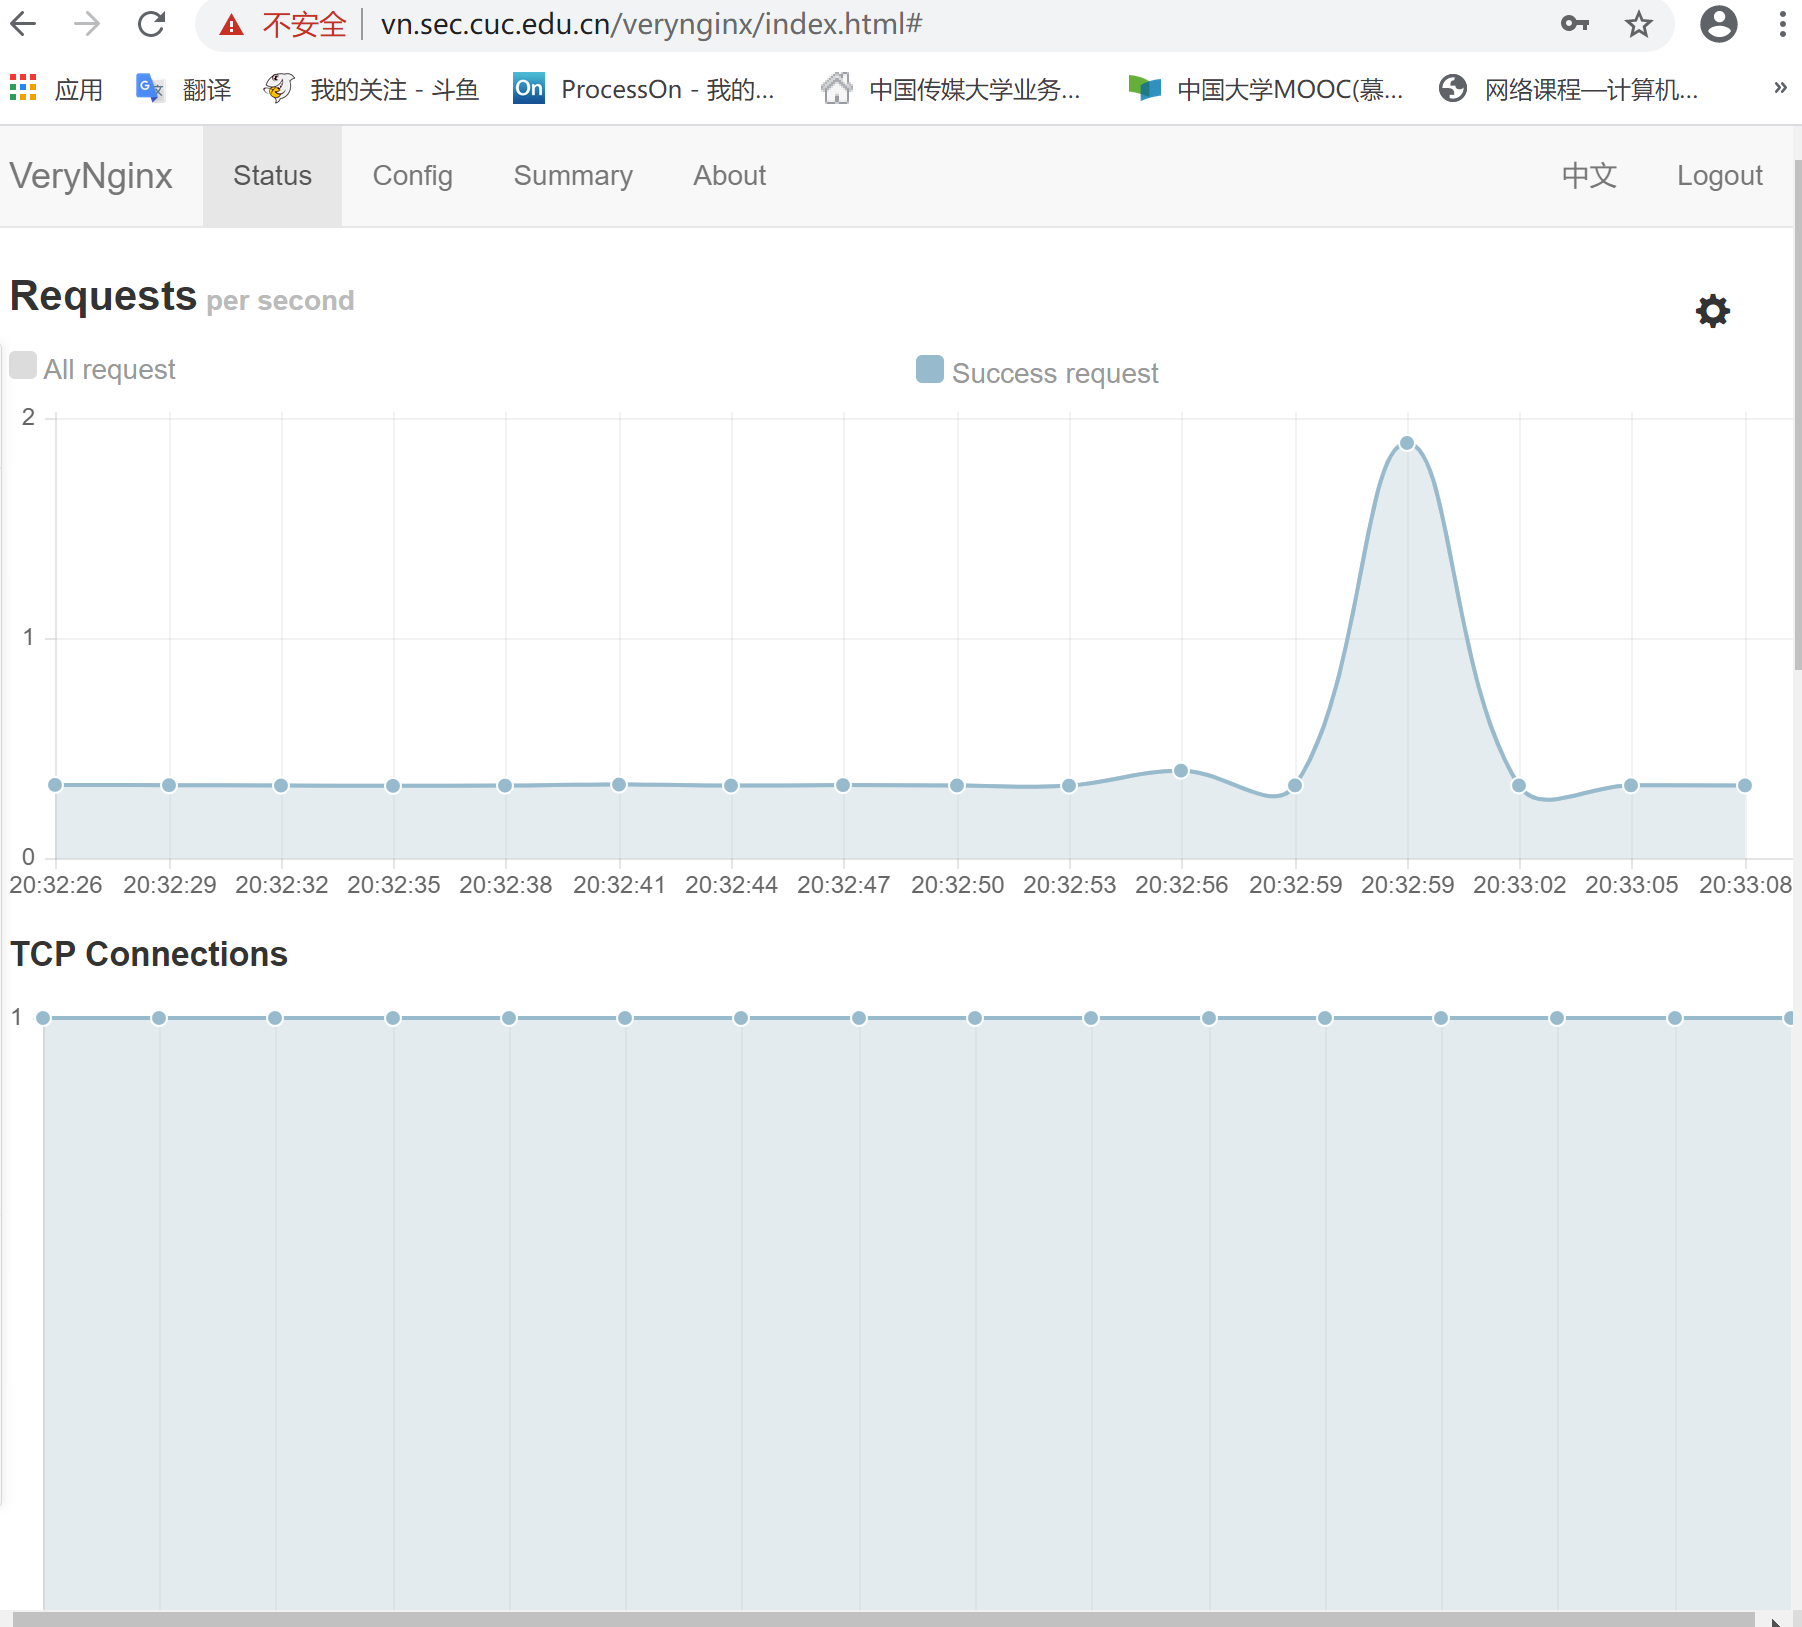 不安全 vn.sec.cuc.edu.cn/verynginx/index.html#
应用 翻译 我的关注 - 斗鱼 On ProcessOn - 我的... 中国传媒大学业务... 中国大学MOOC(慕... 网络课程—计算机... »
VeryNginx Status Config Summary About 中文 Logout
Requests per second
All request Success request
2
1
0
20:32:26 20:32:29 20:32:32 20:32:35 20:32:38 20:32:41 20:32:44 20:32:47 20:32:50 20:32:53 20:32:56 20:32:59 20:32:59 20:33:02 20:33:05 20:33:08
TCP Connections
1